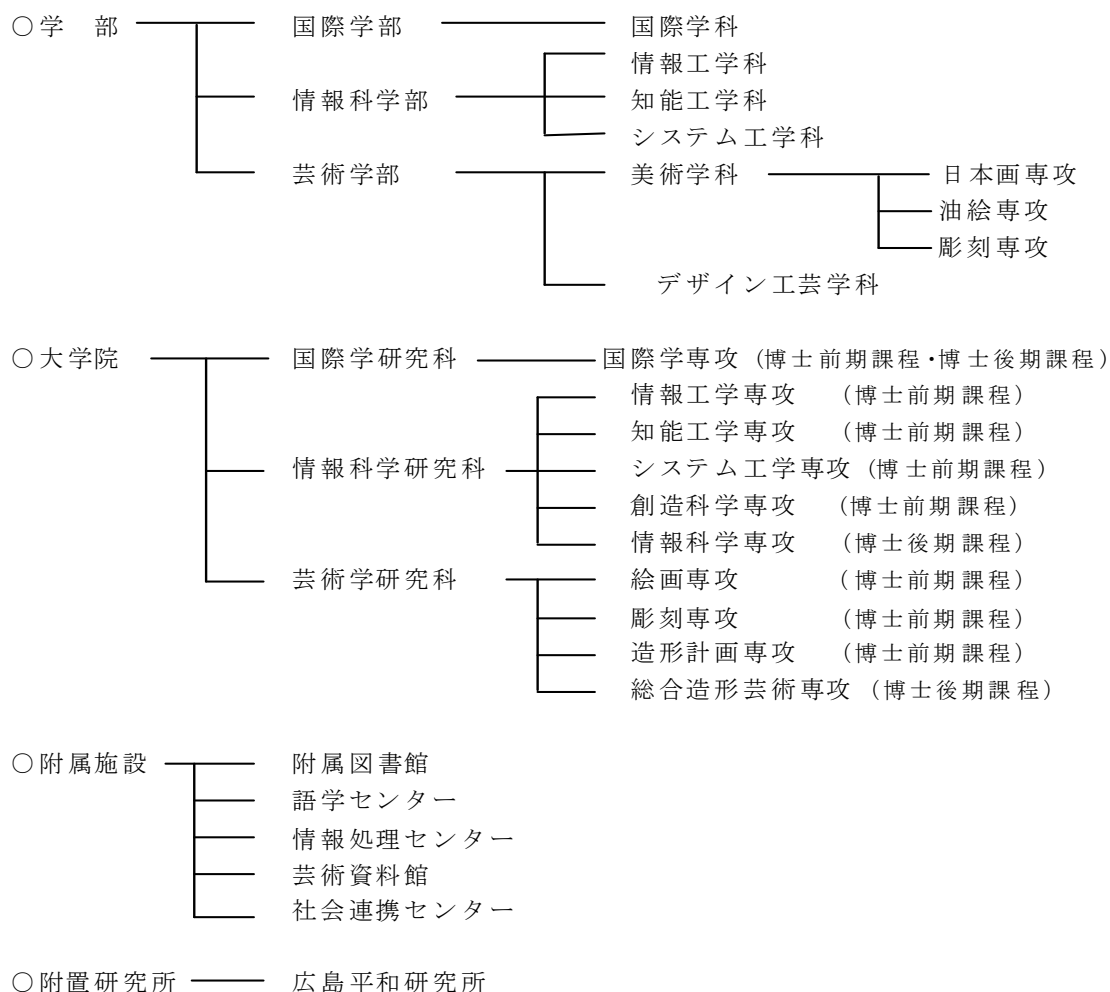 ○学　部　国際学部　国際学科
情報工学科
情報科学部　知能工学科
システム工学科
芸術学部　美術学科　日本画専攻
油絵専攻
彫刻専攻
デザイン工芸学科
○大学院　国際学研究科　国際学専攻（博士前期課程・博士後期課程）
情報工学専攻　（博士前期課程）
知能工学専攻　（博士前期課程）
情報科学研究科　システム工学専攻（博士前期課程）
創造科学専攻　（博士前期課程）
情報科学専攻　（博士後期課程）
芸術学研究科　絵画専攻　（博士前期課程）
彫刻専攻　（博士前期課程）
造形計画専攻　（博士前期課程）
総合造形芸術専攻（博士後期課程）
○附属施設　附属図書館
語学センター
情報処理センター
芸術資料館
社会連携センター
○附置研究所　広島平和研究所